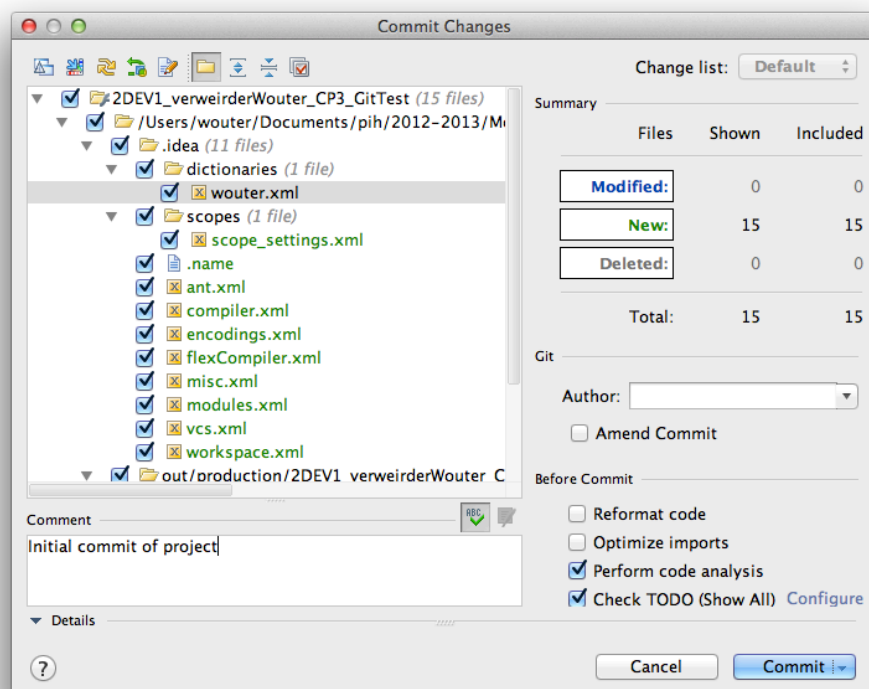 Commit Changes
Change list: Default
2DEV1_verweirderWouter_CP3_GitTest (15 files)
/Users/wouter/Documents/pih/2012-2013/M
.idea (11 files)
dictionaries (1 file)
wouter.xml
scopes (1 file)
scope_settings.xml
.name
ant.xml
compiler.xml
encodings.xml
flexCompiler.xml
misc.xml
modules.xml
vcs.xml
workspace.xml
out/production/2DEV1_verweirderWouter_C
Summary
Files Shown Included
Modified: 0 0
New: 15 15
Deleted: 0 0
Total: 15 15
Git
Author:
Amend Commit
Before Commit
Reformat code
Optimize imports
Perform code analysis
Check TODO (Show All) Configure
Comment
ABC
Initial commit of project
Details
?
Cancel
Commit